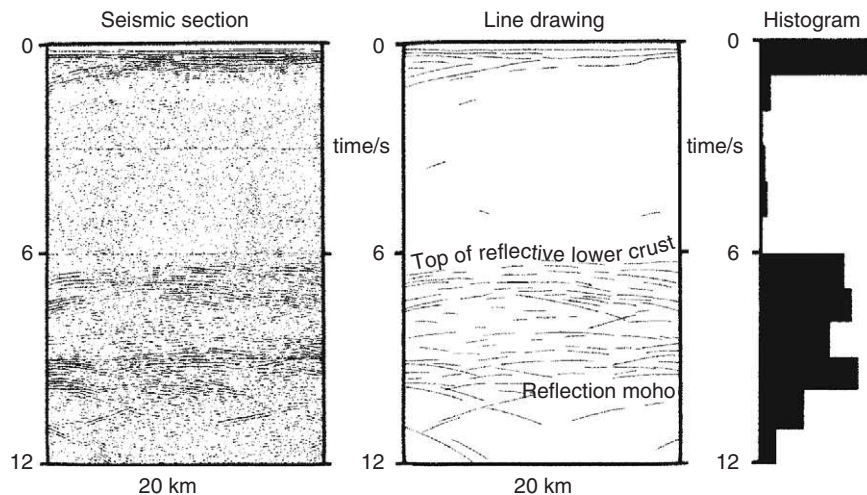 Seismic section
Line drawing
Histogram
0
0
0
time/s
time/s
6
6
6
Top of reflective lower crust
Reflection moho
12
12
12
20 km
20 km